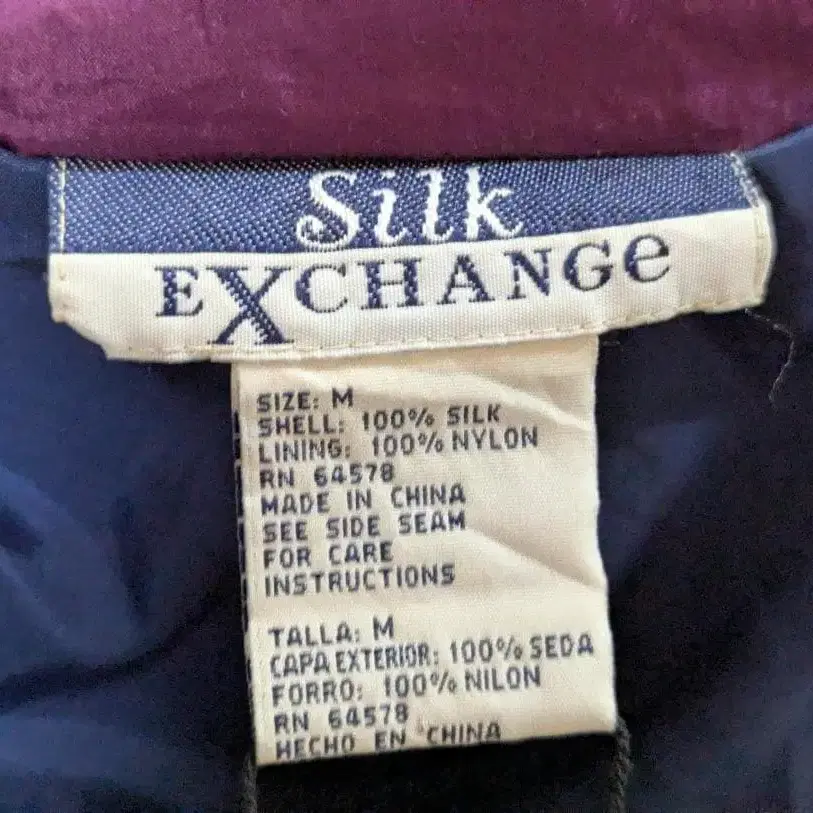 Silk
EXCHANGe
SIZE: M
SHELL: 100% SILK
LINING: 100% NYLON
RN 64578
MADE IN CHINA
SEE SIDE SEAM
FOR CARE
INSTRUCTIONS
TALLA: M
CAPA EXTERIOR: 100% SEDA
FORRO: 100% NILON
RN 64578
HECHO EN CHINA